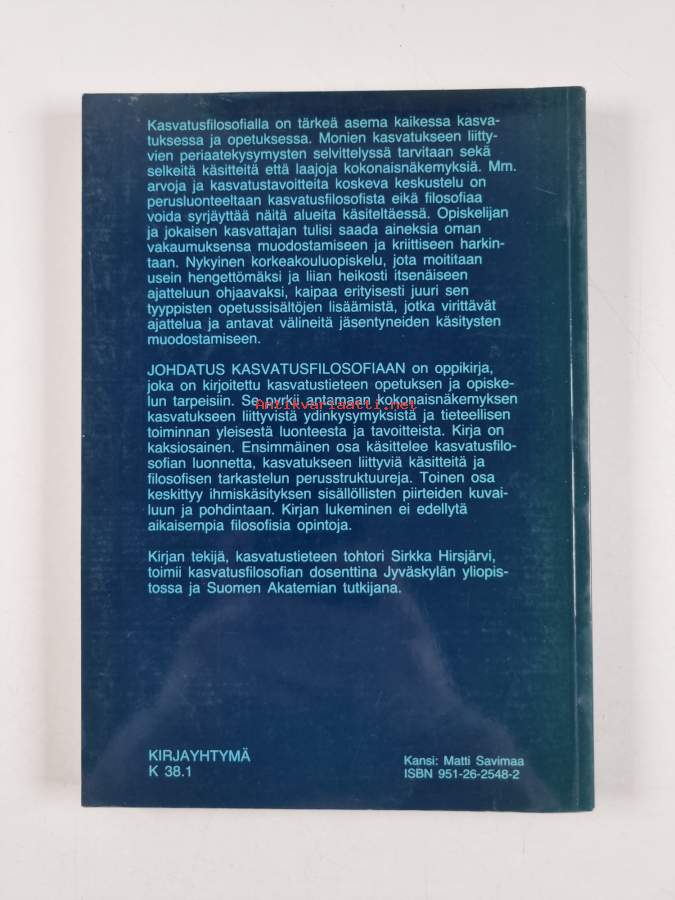 Kasvatusfilosofialla on tärkeä asema kaikessa kasva-
tuksessa ja opetuksessa. Monien kasvatukseen liitty-
vien periaatekysymysten selvittelyssä tarvitaan sekä
selkeitä käsitteitä että laajoja kokonaisnäkemyksiä. Mm.
arvoja ja kasvatustavoitteita koskeva keskustelu on
perusluonteeltaan kasvatusfilosofista eikä filosofiaa
voida syrjäyttää näitä alueita käsiteltäessä. Opiskelijan
ja jokaisen kasvattajan tulisi saada aineksia oman
vakaumuksensa muodostamiseen ja kriittiseen harkin-
taan. Nykyinen korkeakouluopiskelu, jota moititaan
usein hengettömäksi ja liian heikosti itsenäiseen
ajatteluun ohjaavaksi, kaipaa erityisesti juuri sen
tyyppisten opetussisältöjen lisäämistä, jotka virittävät
ajattelua ja antavat välineitä jäsentyneiden käsitysten
muodostamiseen.
JOHDATUS KASVATUSFILOSOFIAAN on oppikirja,
joka on kirjoitettu kasvatustieteen opetuksen ja opiske-
lun tarpeisiin. Se pyrkii antamaan kokonaisnäkemyksen
Antikvariaatti.net
kasvatukseen liittyvistä ydinkysymyksistä ja tieteellisen
toiminnan yleisestä luonteesta ja tavoitteista. Kirja on
kaksiosainen. Ensimmäinen osa käsittelee kasvatusfilo-
sofian luonnetta, kasvatukseen liittyviä käsitteitä ja
filosofisen tarkastelun perusstruktuureja. Toinen osa
keskittyy ihmiskäsityksen sisällöllisten piirteiden kuvai-
luun ja pohdintaan. Kirjan lukeminen ei edellytä
aikaisempia filosofisia opintoja.
Kirjan tekijä, kasvatustieteen tohtori Sirkka Hirsjärvi,
toimii kasvatusfilosofian dosenttina Jyväskylän yliopis-
tossa ja Suomen Akatemian tutkijana.
KIRJAYHTYMÄ
K 38.1
Kansi: Matti Savimaa
ISBN 951-26-2548-2